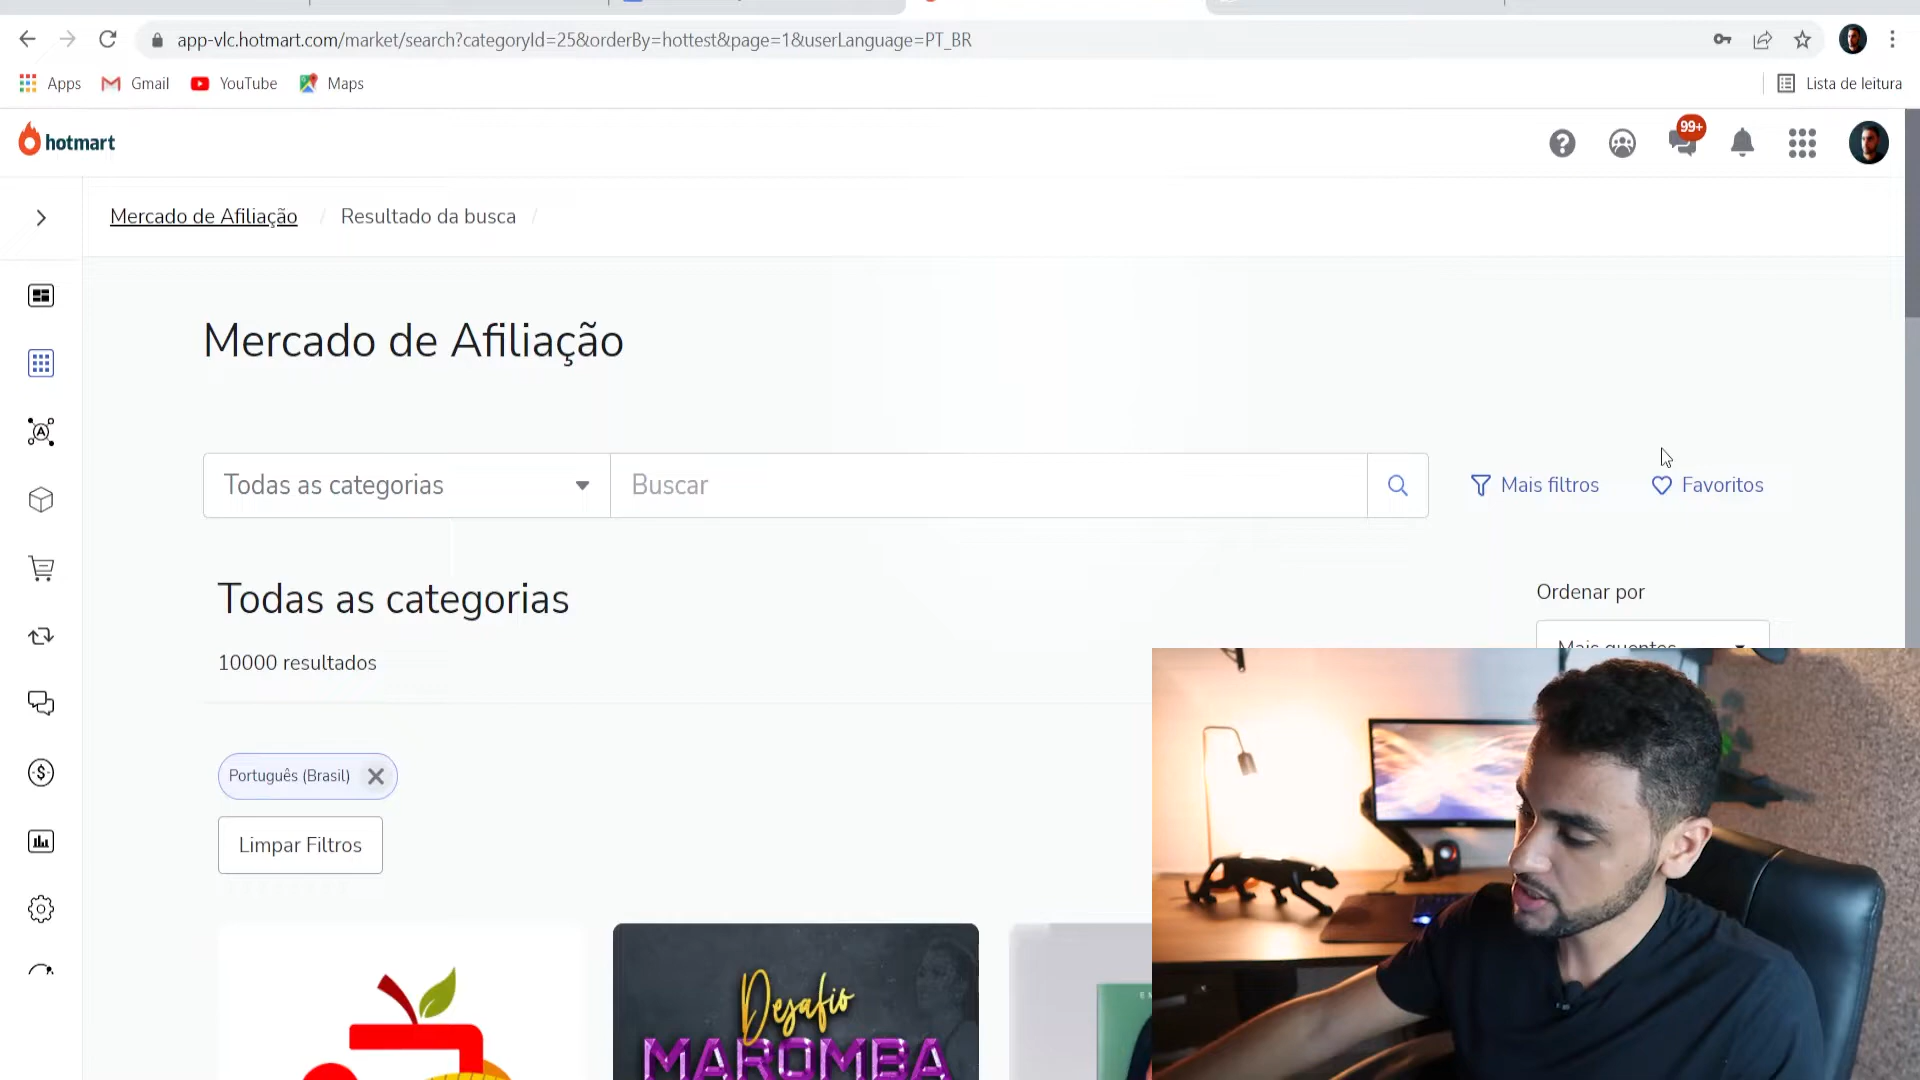 app-vlc.hotmart.com/market/search?categoryId=25&orderBy=hottest&page=1&userLanguage=PT_BR
Apps Gmail YouTube Maps Lista de leitura
hotmart 99+
Mercado de Afiliação / Resultado da busca /
Mercado de Afiliação
Todas as categorias Buscar Mais filtros Favoritos
Todas as categorias
Ordenar por
Mais quentes
10000 resultados
Português (Brasil)
Limpar Filtros
Desafio
MAROMBA